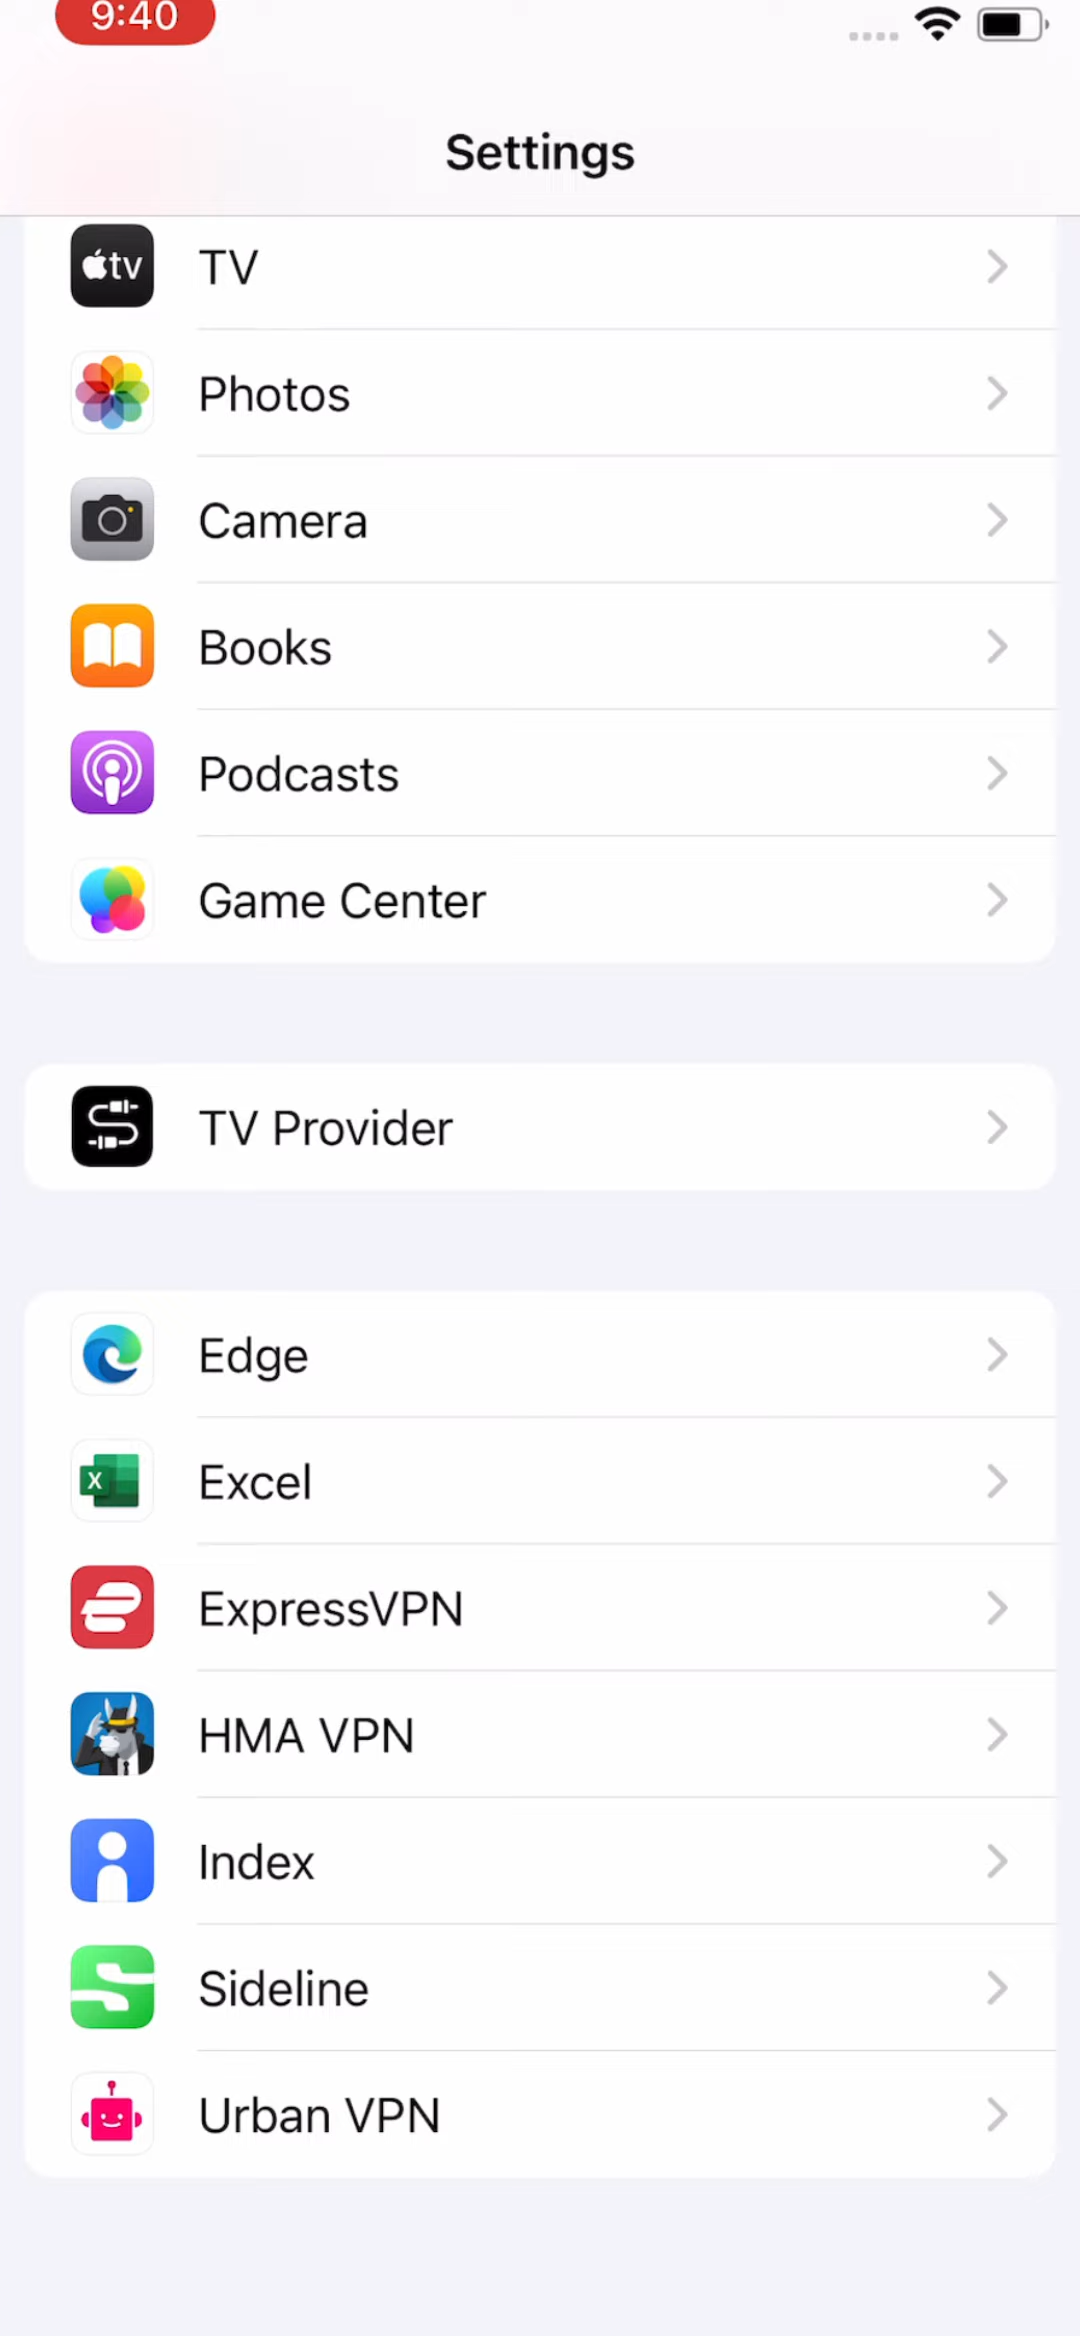 9:40
Settings
tv TV
Photos
Camera
Books
Podcasts
Game Center
TV Provider
Edge
X Excel
ExpressVPN
HMA VPN
Index
Sideline
Urban VPN